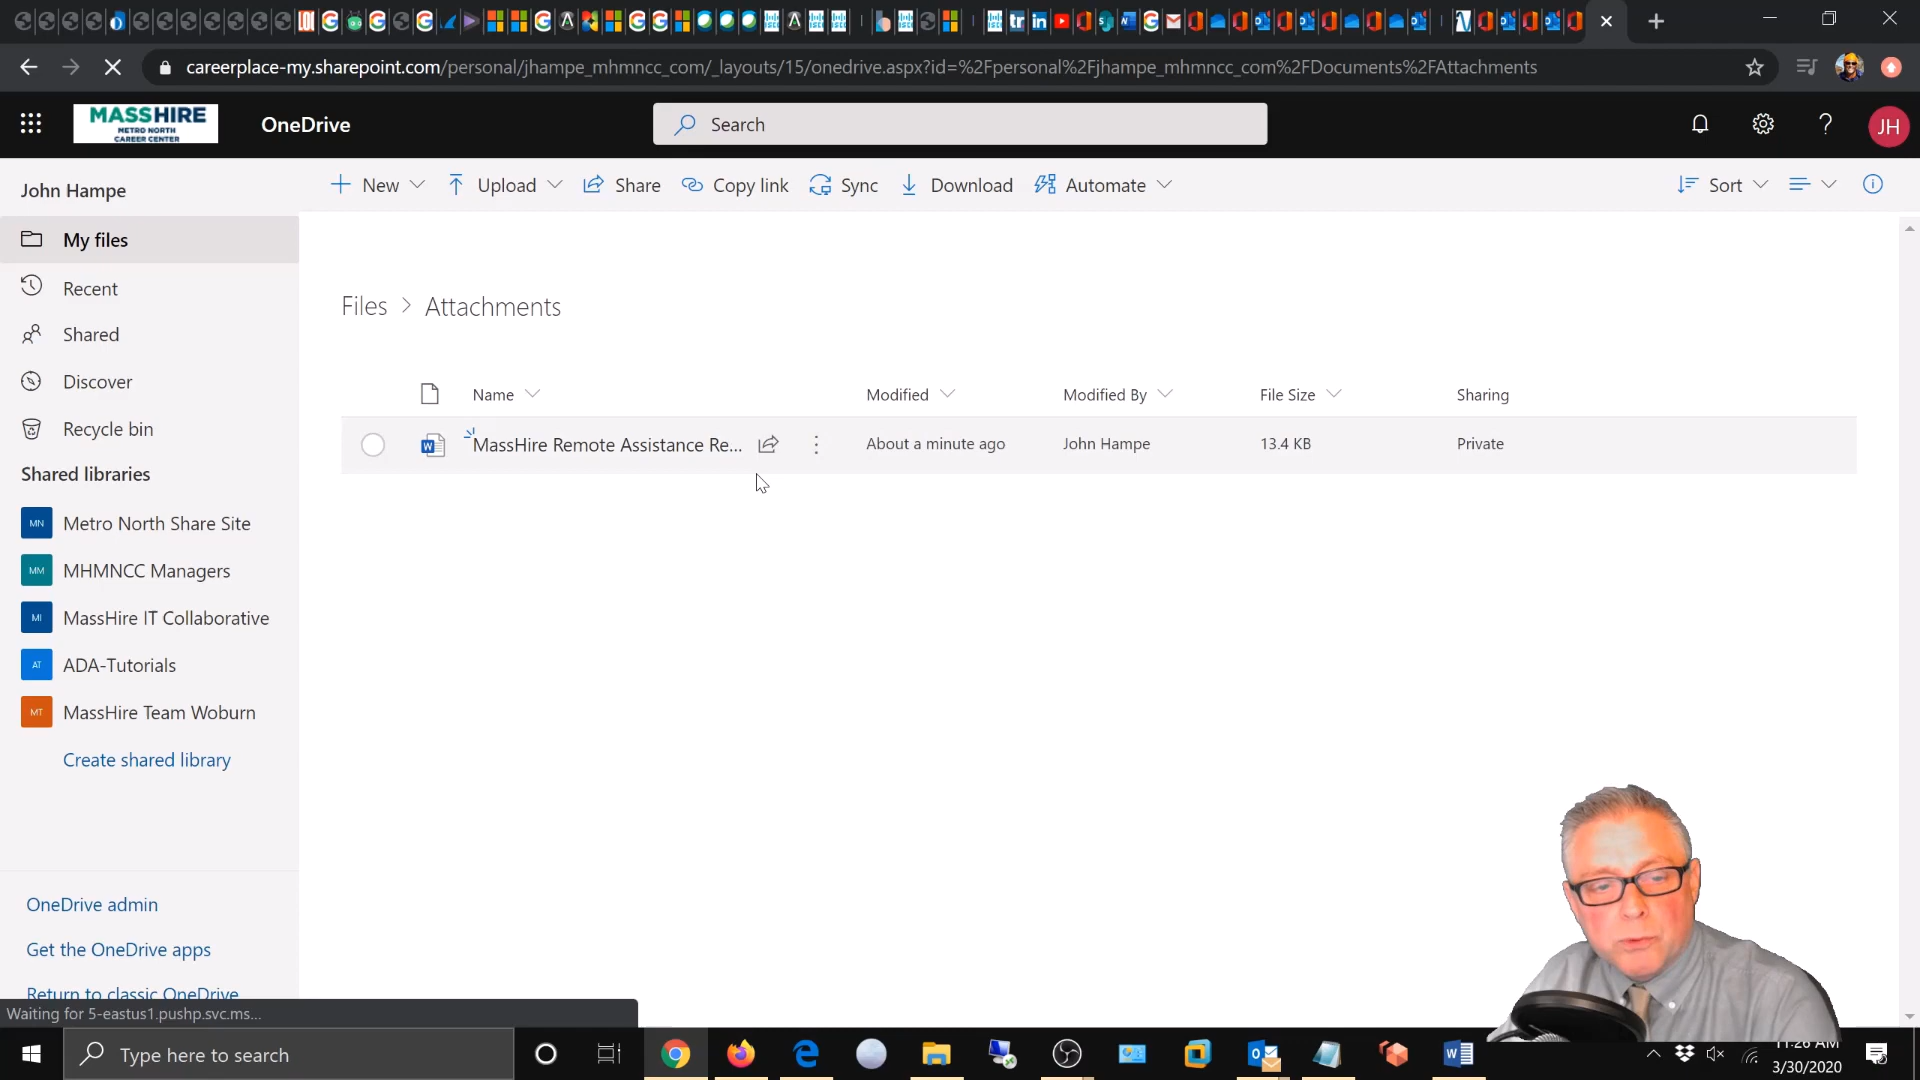 careerplace-my.sharepoint.com/personal/jhampe_mhmncc_com/_layouts/15/onedrive.aspx?id=%2Fpersonal%2Fjhampe_mhmncc_com%2FDocuments%2FAttachments
MASSHIRE
METRO NORTH
CAREER CENTER
OneDrive
Search
JH
John Hampe
New
Upload
Share
Copy link
Sync
Download
Automate
Sort
My files
Recent
Shared
Discover
Recycle bin
Shared libraries
MN Metro North Share Site
MM MHMNCC Managers
MI MassHire IT Collaborative
AT ADA-Tutorials
MT MassHire Team Woburn
Create shared library
OneDrive admin
Get the OneDrive apps
Return to classic OneDrive
Files > Attachments
Name Modified Modified By File Size Sharing
MassHire Remote Assistance Re... About a minute ago John Hampe 13.4 KB Private
Waiting for 5-eastus1.pushp.svc.ms...
Type here to search
11:26 AM
3/30/2020